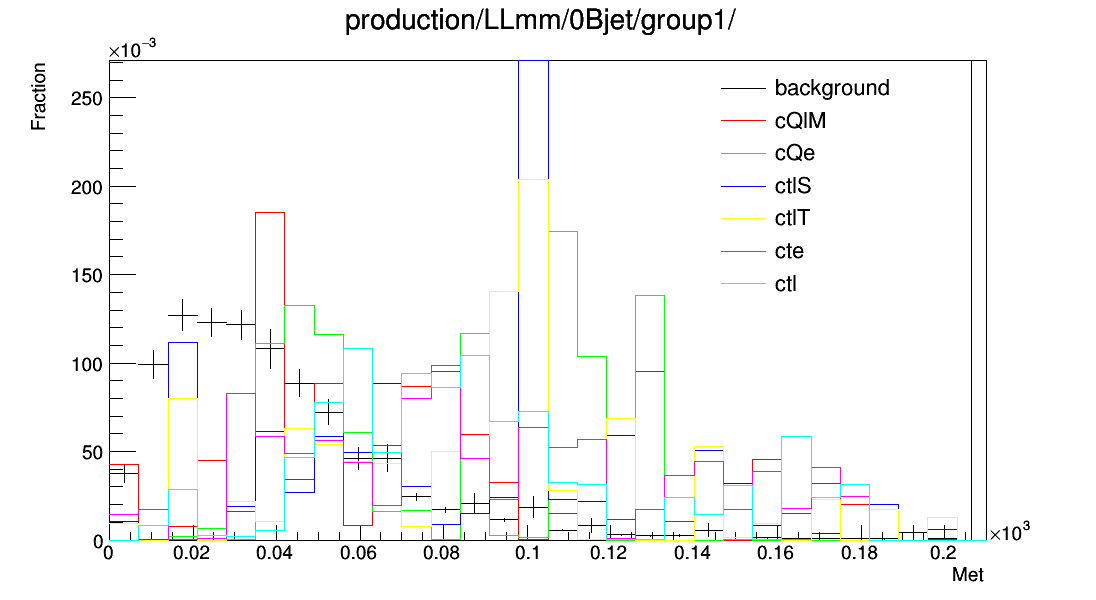 production/LLmm/0Bjet/group1/
×10⁻³
Fraction
250
200
150
100
50
0
background
cQlM
cQe
ctlS
ctlT
cte
ctl
0 0.02 0.04 0.06 0.08 0.1 0.12 0.14 0.16 0.18 0.2
×10³
Met